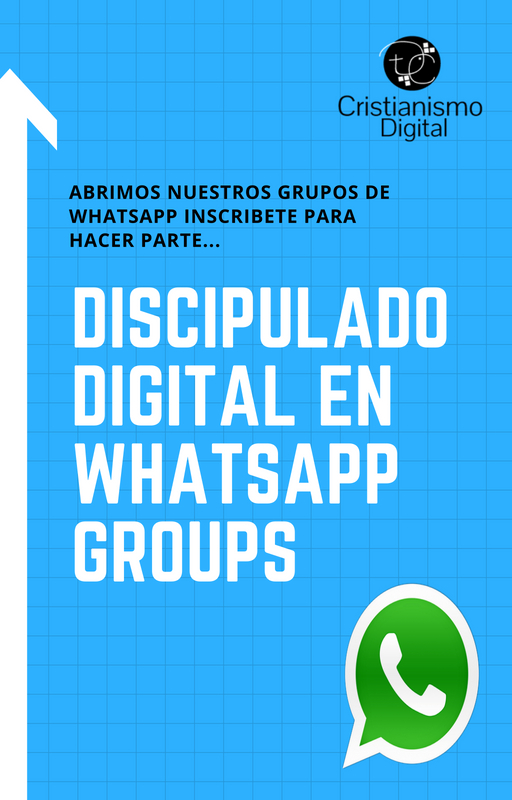 Cristianismo
Digital
ABRIMOS NUESTROS GRUPOS DE
WHATSAPP INSCRIBETE PARA
HACER PARTE...
DISCIPULADO
DIGITAL EN
WHATSAPP
GROUPS